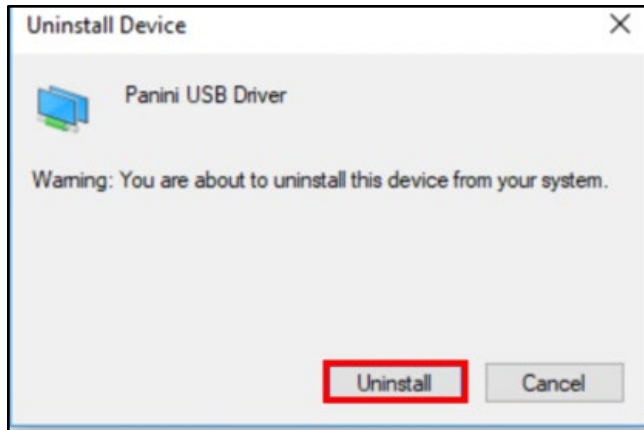 Uninstall Device
Panini USB Driver
Warning: You are about to uninstall this device from your system.
Uninstall
Cancel